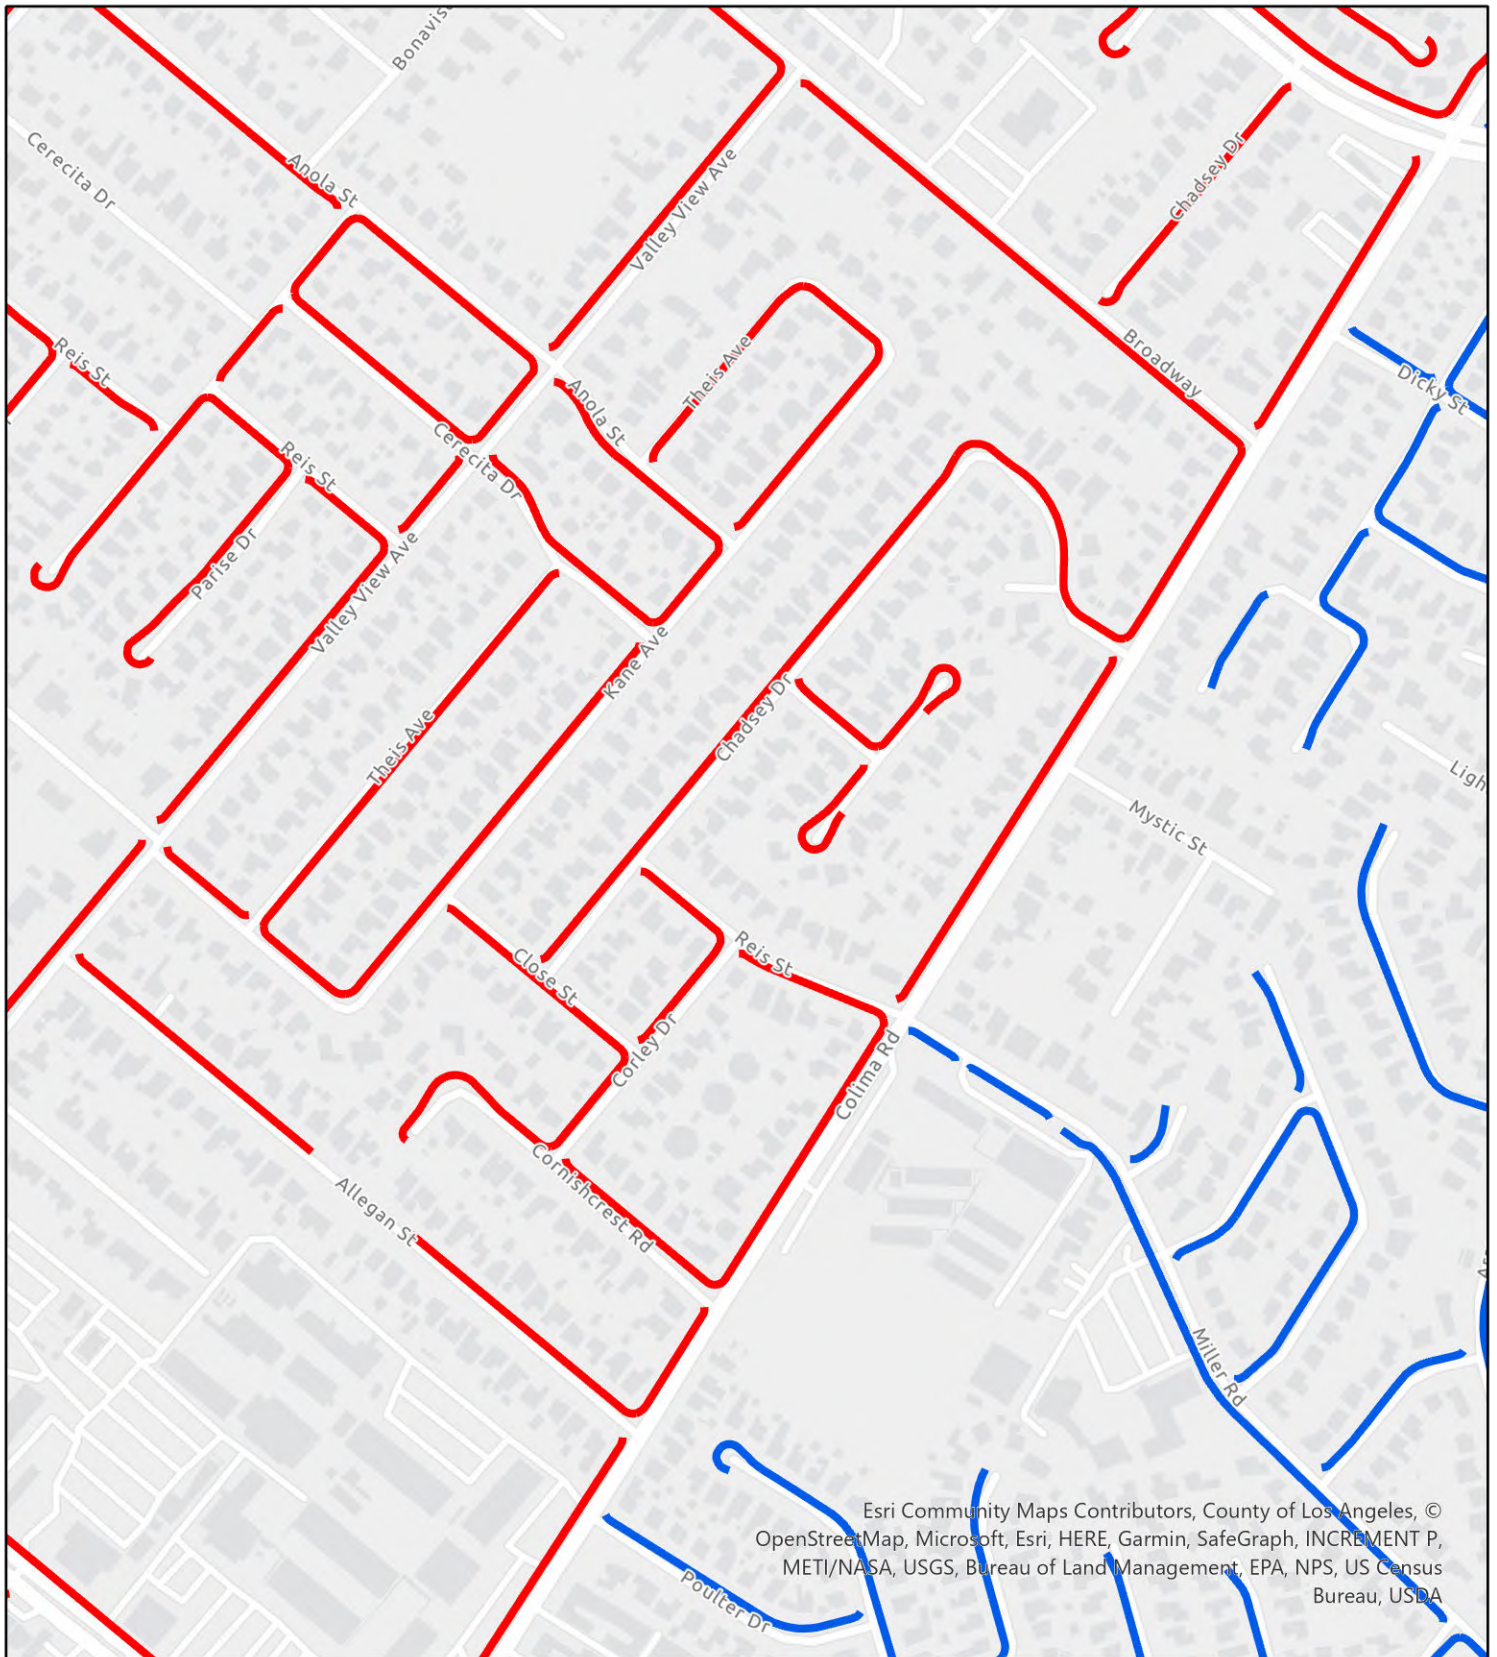 Bonavis
Cerecita Dr
Anola St
Valley View Ave
Chadsey Dr
Reis St
Theis Ave
Broadway
Dicky St
Anola St
Cerecita Dr
Reis St
Parise Dr
Valley View Ave
Kane Ave
Theis Ave
Chadsey Dr
Ligh
Mystic St
Close St
Reis St
Corley Dr
Colima Rd
Cornishcrest Rd
Allegan St
Miller Rd
Poulter Dr
Esri Community Maps Contributors, County of Los Angeles, ©
OpenStreetMap, Microsoft, Esri, HERE, Garmin, SafeGraph, INCREMENT P,
METI/NASA, USGS, Bureau of Land Management, EPA, NPS, US Census
Bureau, USDA